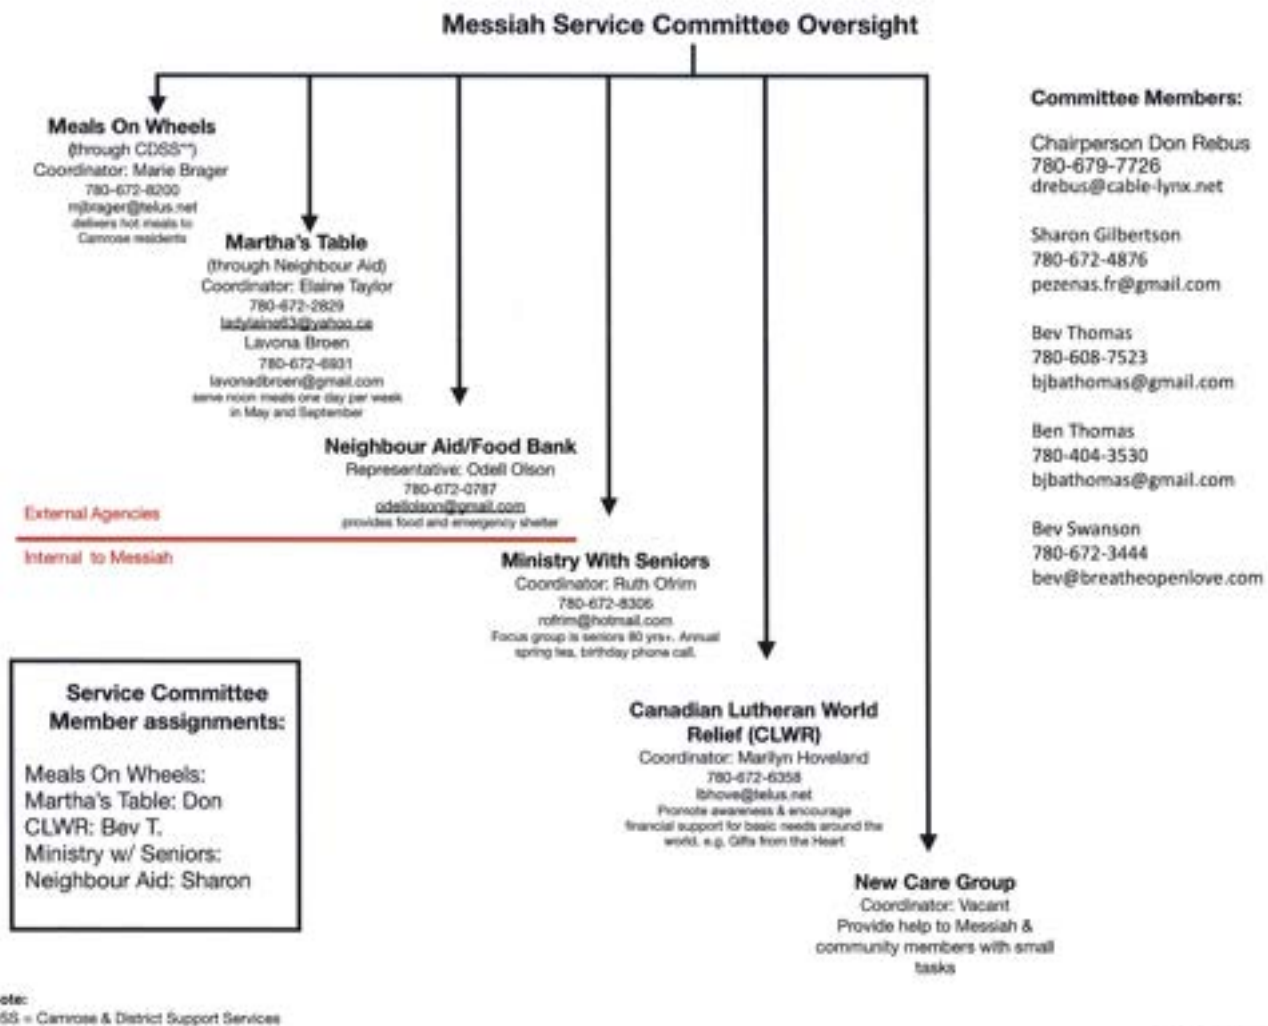 Messiah Service Committee Oversight
Meals On Wheels
(through CDSS**)
Coordinator: Marie Brager
780-672-8200
mjbrager@telus.net
delivers hot meals to
Camrose residents
Martha's Table
(through Neighbour Aid)
Coordinator: Elaine Taylor
780-672-2829
ladylaine63@yahoo.ca
Lavona Broen
780-672-6931
lavonadbroen@gmail.com
serve noon meals one day per week
in May and September
Neighbour Aid/Food Bank
Representative: Odell Olson
780-672-0787
odellolson@gmail.com
provides food and emergency shelter
External Agencies
Internal to Messiah
Ministry With Seniors
Coordinator: Ruth Ofrim
780-672-8306
rofrim@hotmail.com
Focus group is seniors 80 yrs+. Annual
spring tea, birthday phone call.
Canadian Lutheran World
Relief (CLWR)
Coordinator: Marilyn Hoveland
780-672-6358
lbhove@telus.net
Promote awareness & encourage
financial support for basic needs around the
world, e.g. Gifts from the Heart
New Care Group
Coordinator: Vacant
Provide help to Messiah &
community members with small
tasks
Committee Members:
Chairperson Don Rebus
780-679-7726
drebus@cable-lynx.net
Sharon Gilbertson
780-672-4876
pezenas.fr@gmail.com
Bev Thomas
780-608-7523
bjbathomas@gmail.com
Ben Thomas
780-404-3530
bjbathomas@gmail.com
Bev Swanson
780-672-3444
bev@breatheopenlove.com
Service Committee
Member assignments:
Meals On Wheels:
Martha's Table: Don
CLWR: Bev T.
Ministry w/ Seniors:
Neighbour Aid: Sharon
ote:
SS = Camrose & District Support Services